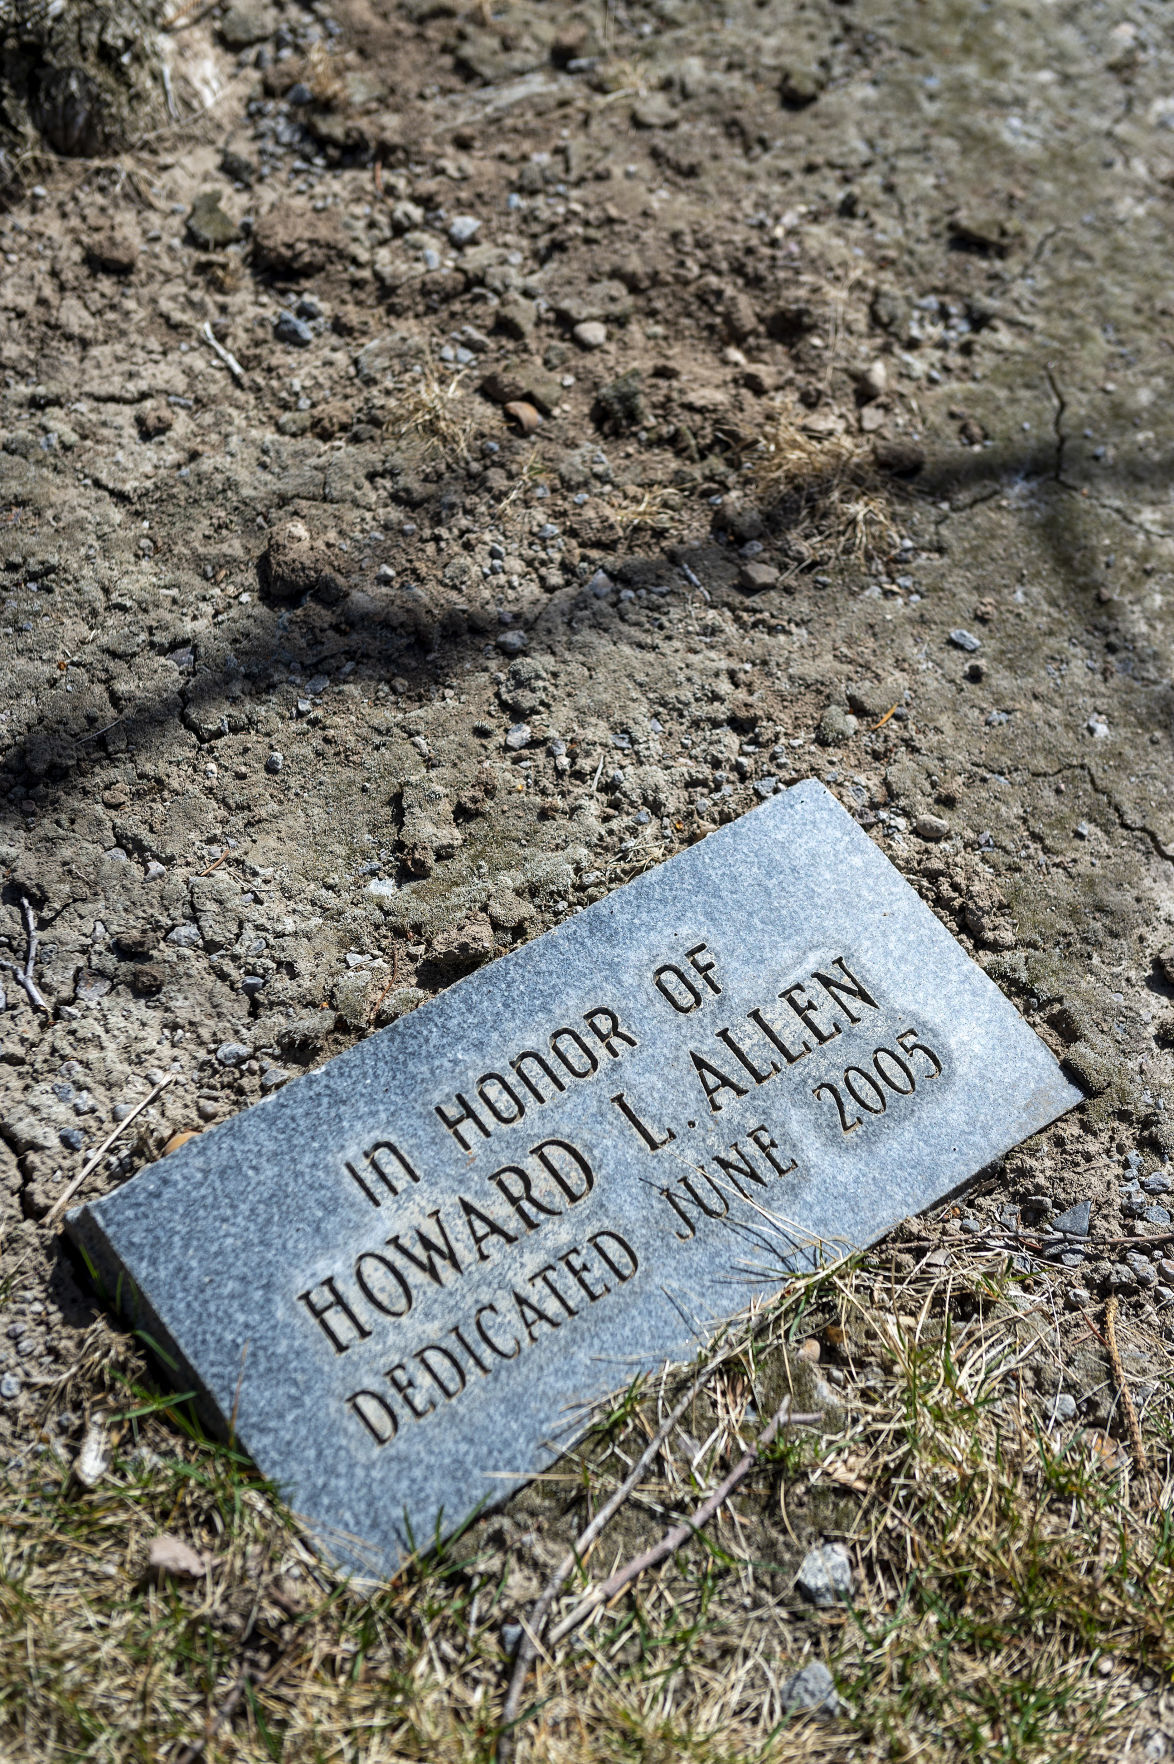 In HOnOR OF
HOWARD L. ALLEN
DEDICATED JUNE 2005